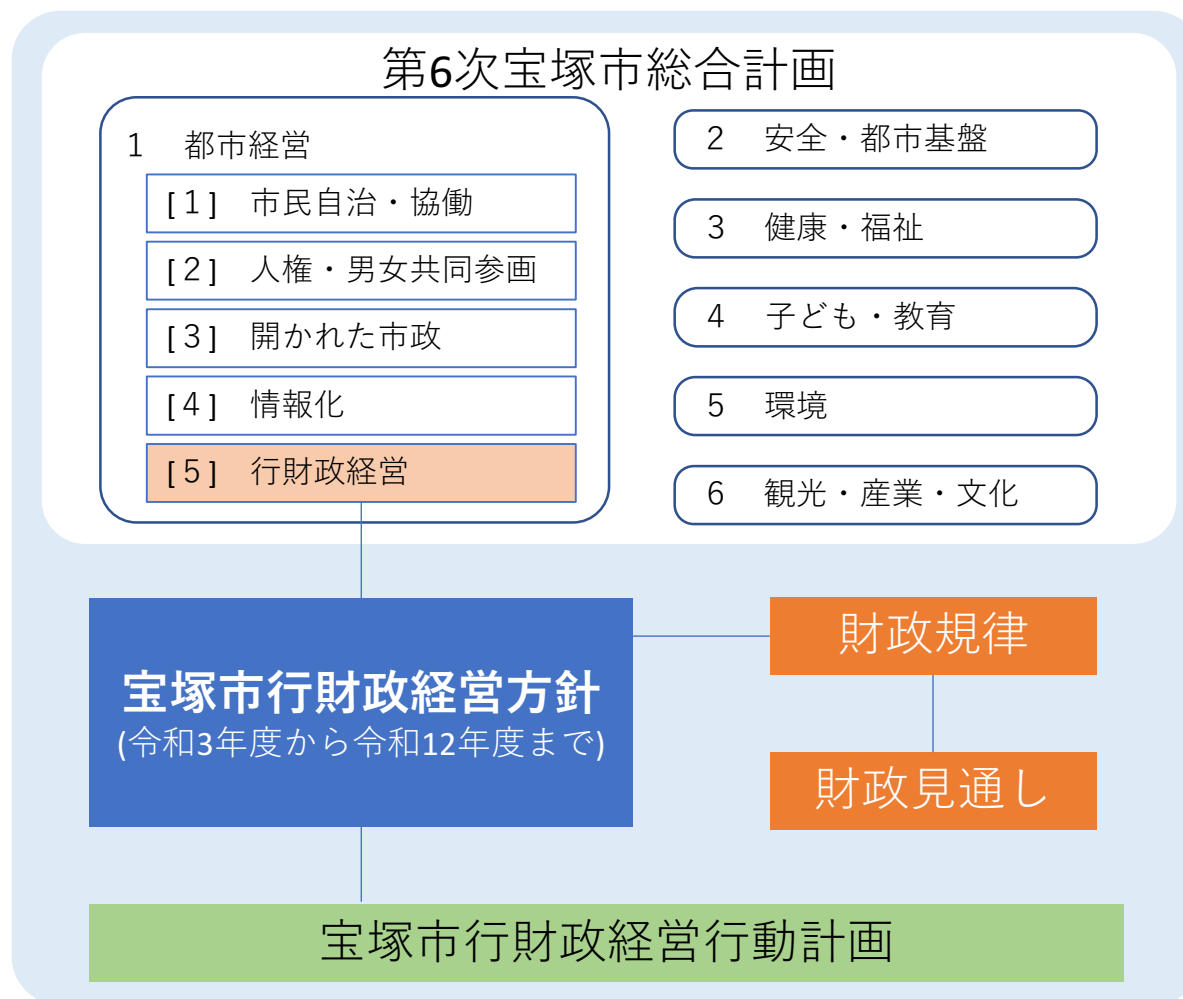 第6次宝塚市総合計画
1　都市経営
[1]　市民自治・協働
[2]　人権・男女共同参画
[3]　開かれた市政
[4]　情報化
[5]　行財政経営
2　安全・都市基盤
3　健康・福祉
4　子ども・教育
5　環境
6　観光・産業・文化
宝塚市行財政経営方針
(令和3年度から令和12年度まで)
財政規律
財政見通し
宝塚市行財政経営行動計画